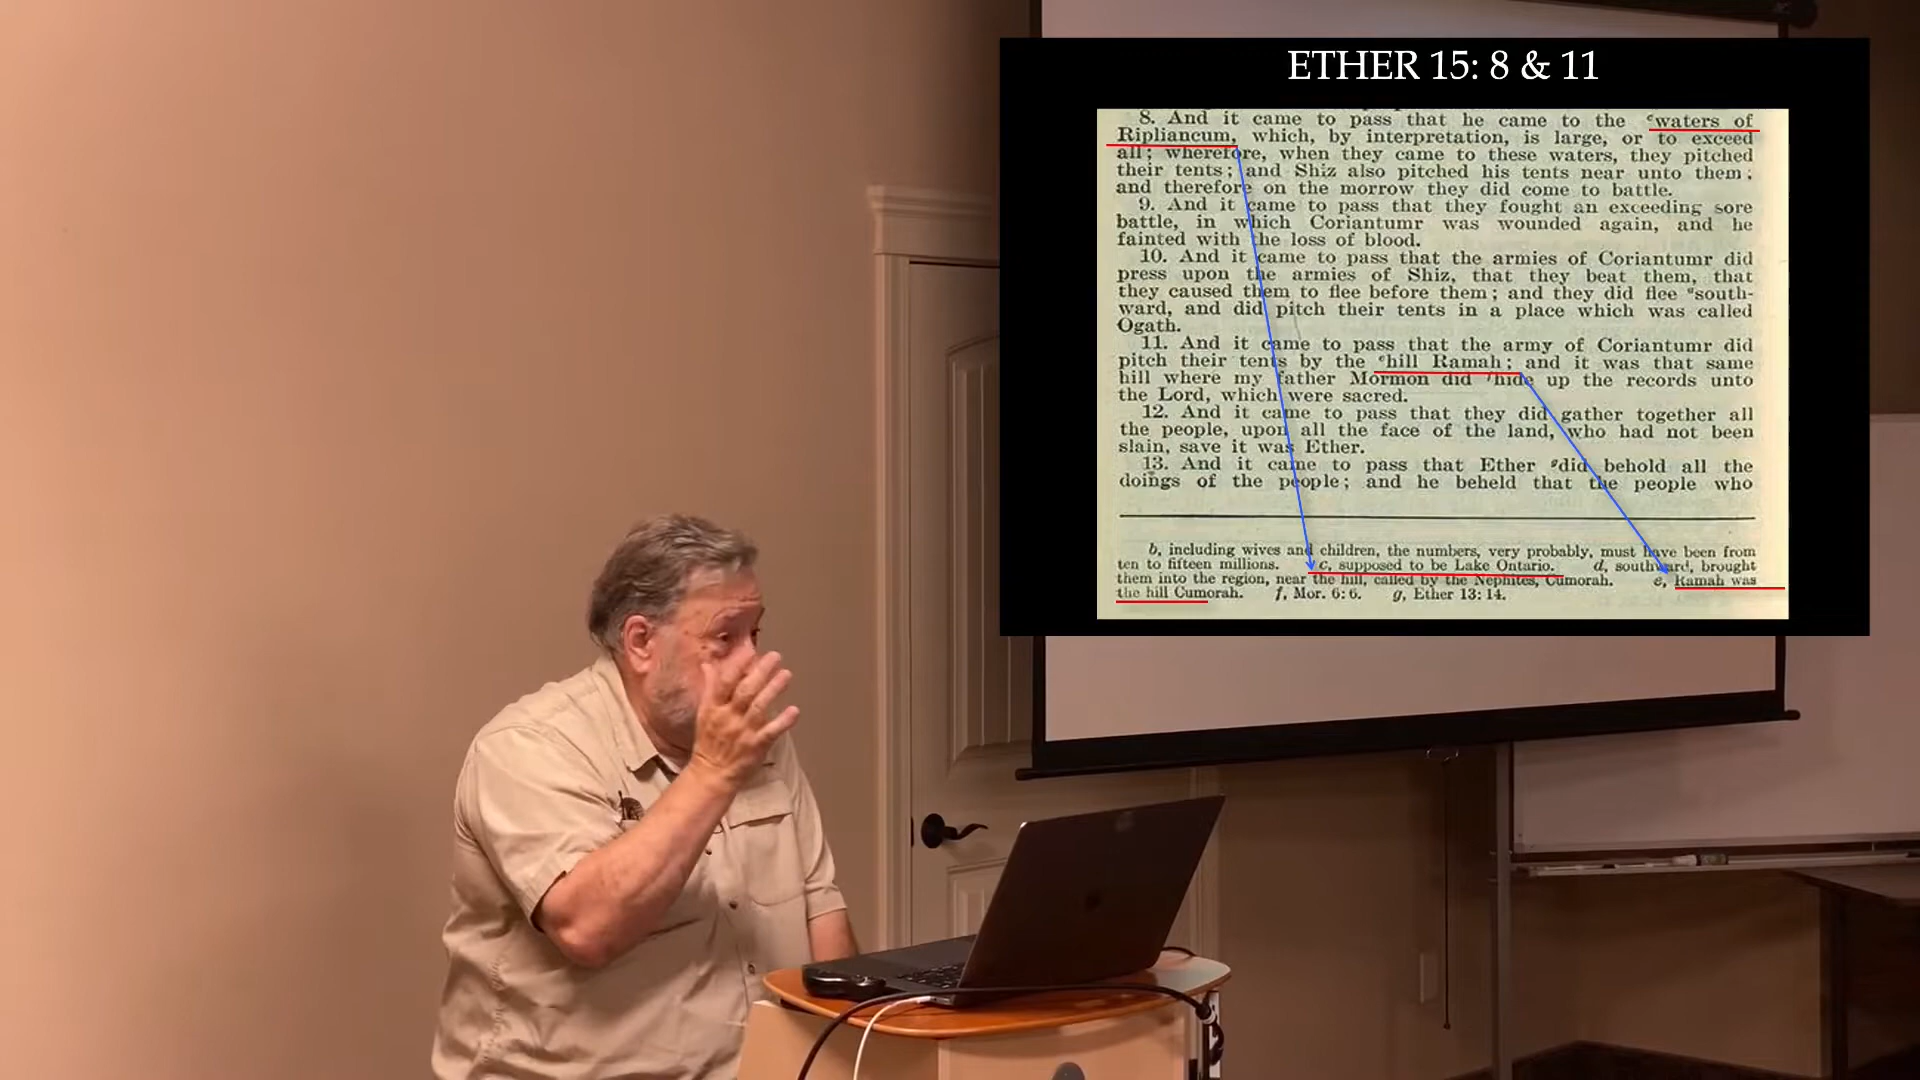 ETHER 15: 8 & 11
8. And it came to pass that he came to the ᶜwaters of
Ripliancum, which, by interpretation, is large, or to exceed
all; wherefore, when they came to these waters, they pitched
their tents; and Shiz also pitched his tents near unto them;
and therefore on the morrow they did come to battle.
9. And it came to pass that they fought an exceeding sore
battle, in which Coriantumr was wounded again, and he
fainted with the loss of blood.
10. And it came to pass that the armies of Coriantumr did
press upon the armies of Shiz, that they beat them, that
they caused them to flee before them; and they did flee ᵈsouth-
ward, and did pitch their tents in a place which was called
Ogath.
11. And it came to pass that the army of Coriantumr did
pitch their tents by the ᵉhill Ramah; and it was that same
hill where my father Mormon did ᶠhide up the records unto
the Lord, which were sacred.
12. And it came to pass that they did gather together all
the people, upon all the face of the land, who had not been
slain, save it was Ether.
13. And it came to pass that Ether ᵍdid behold all the
doings of the people; and he beheld that the people who
b, including wives and children, the numbers, very probably, must have been from
ten to fifteen millions. c, supposed to be Lake Ontario. d, southward, brought
them into the region, near the hill, called by the Nephites, Cumorah. e, Ramah was
the hill Cumorah. f, Mor. 6:6. g, Ether 13:14.